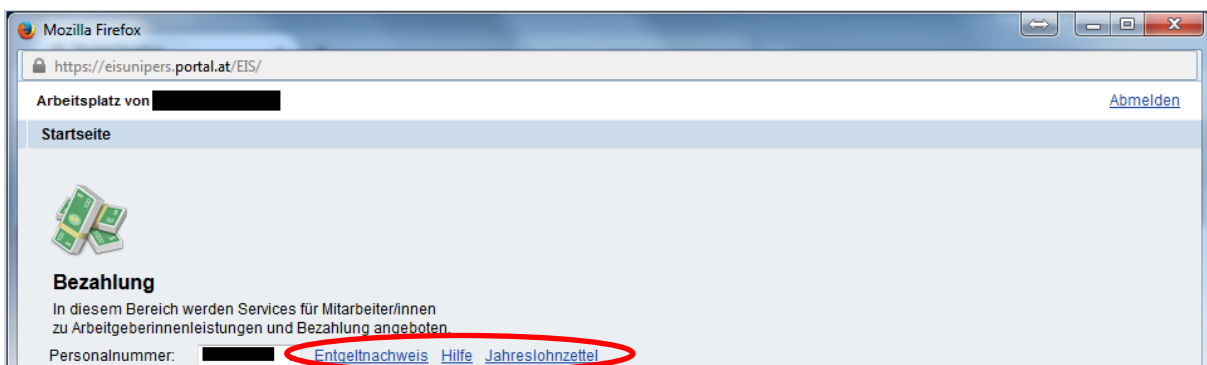 Mozilla Firefox
https://eisunipers.portal.at/EIS/
Arbeitsplatz von
Abmelden
Startseite
Bezahlung
In diesem Bereich werden Services für Mitarbeiter/innen
zu Arbeitgeberinnenleistungen und Bezahlung angeboten.
Personalnummer: Entgeltnachweis Hilfe Jahreslohnzettel